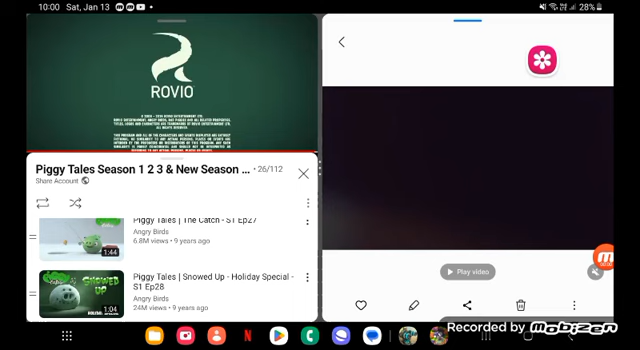 10:00 Sat, Jan 13
28%
ROVIO
Piggy Tales Season 1 2 3 & New Season ... • 26/112
Share Account
Piggy Tales | The Catch - S1 Ep27
Angry Birds
6.8M views • 9 years ago
1:44
Piggy Tales | Snowed Up - Holiday Special - S1 Ep28
Angry Birds
24M views • 9 years ago
SNOWED UP
1:04
Play video
Recorded by mobizen